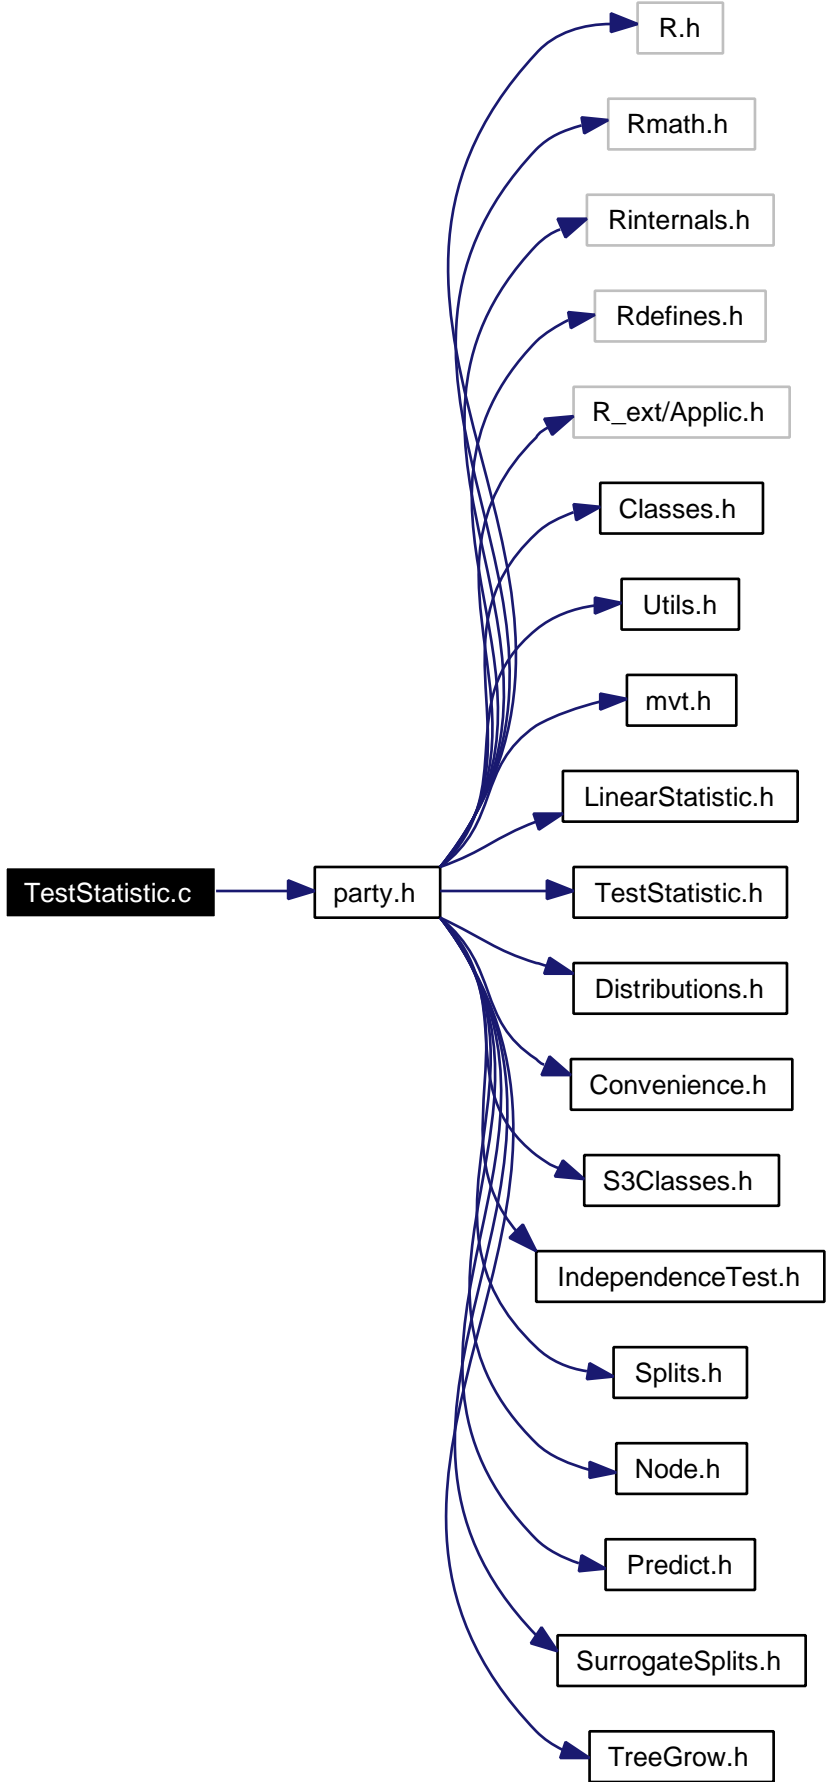 R.h
Rmath.h
Rinternals.h
Rdefines.h
R_ext/Applic.h
Classes.h
Utils.h
mvt.h
LinearStatistic.h
TestStatistic.c
party.h
TestStatistic.h
Distributions.h
Convenience.h
S3Classes.h
IndependenceTest.h
Splits.h
Node.h
Predict.h
SurrogateSplits.h
TreeGrow.h